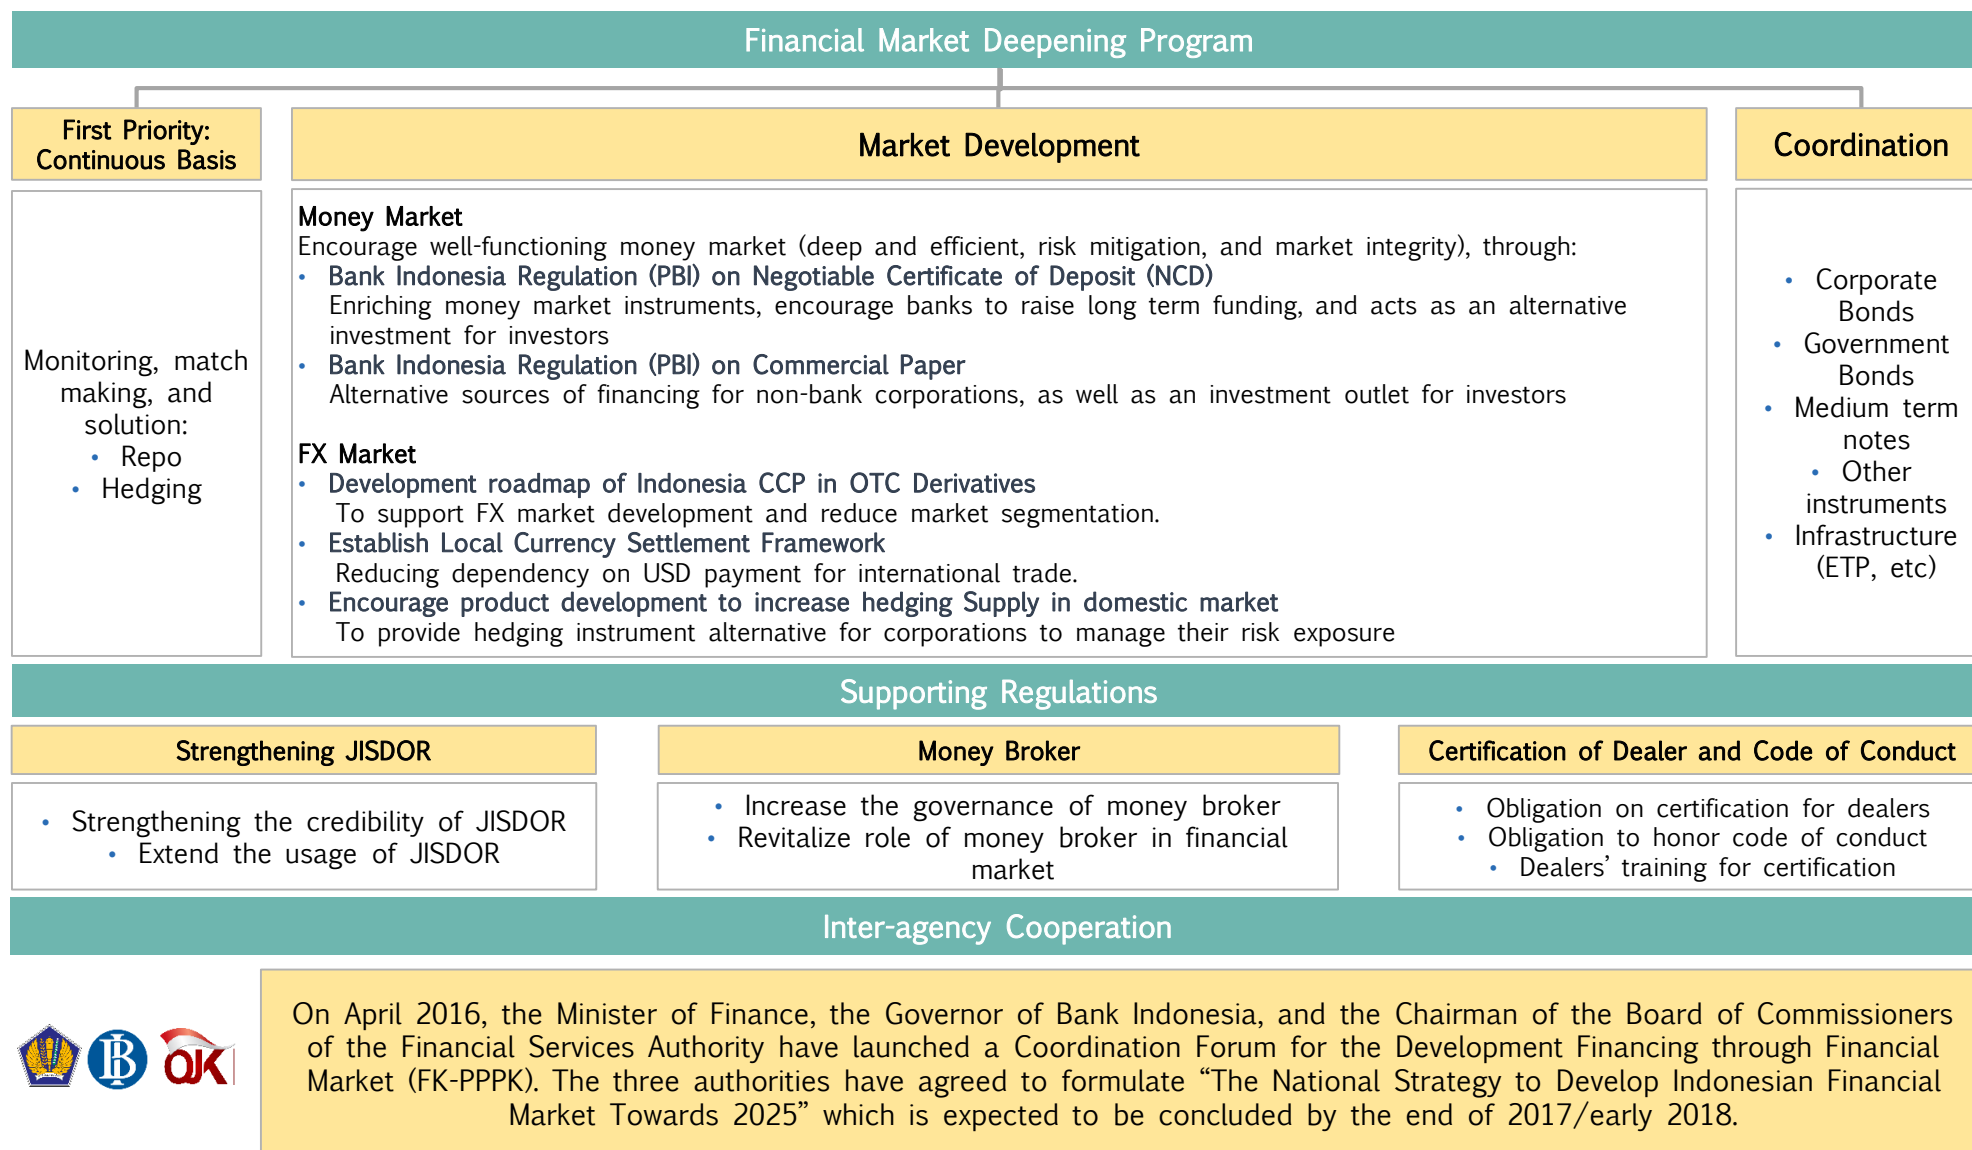 Financial Market Deepening Program
First Priority:
Continuous Basis
Monitoring, match
making, and
solution:
• Repo
• Hedging
Market Development
Money Market
Encourage well-functioning money market (deep and efficient, risk mitigation, and market integrity), through:
• Bank Indonesia Regulation (PBI) on Negotiable Certificate of Deposit (NCD)
Enriching money market instruments, encourage banks to raise long term funding, and acts as an alternative
investment for investors
• Bank Indonesia Regulation (PBI) on Commercial Paper
Alternative sources of financing for non-bank corporations, as well as an investment outlet for investors
FX Market
• Development roadmap of Indonesia CCP in OTC Derivatives
To support FX market development and reduce market segmentation.
• Establish Local Currency Settlement Framework
Reducing dependency on USD payment for international trade.
• Encourage product development to increase hedging Supply in domestic market
To provide hedging instrument alternative for corporations to manage their risk exposure
Coordination
• Corporate
Bonds
• Government
Bonds
• Medium term
notes
• Other
instruments
• Infrastructure
(ETP, etc)
Supporting Regulations
Strengthening JISDOR
• Strengthening the credibility of JISDOR
• Extend the usage of JISDOR
Money Broker
• Increase the governance of money broker
• Revitalize role of money broker in financial
market
Certification of Dealer and Code of Conduct
• Obligation on certification for dealers
• Obligation to honor code of conduct
• Dealers’ training for certification
Inter-agency Cooperation
OJK
On April 2016, the Minister of Finance, the Governor of Bank Indonesia, and the Chairman of the Board of Commissioners
of the Financial Services Authority have launched a Coordination Forum for the Development Financing through Financial
Market (FK-PPPK). The three authorities have agreed to formulate “The National Strategy to Develop Indonesian Financial
Market Towards 2025” which is expected to be concluded by the end of 2017/early 2018.